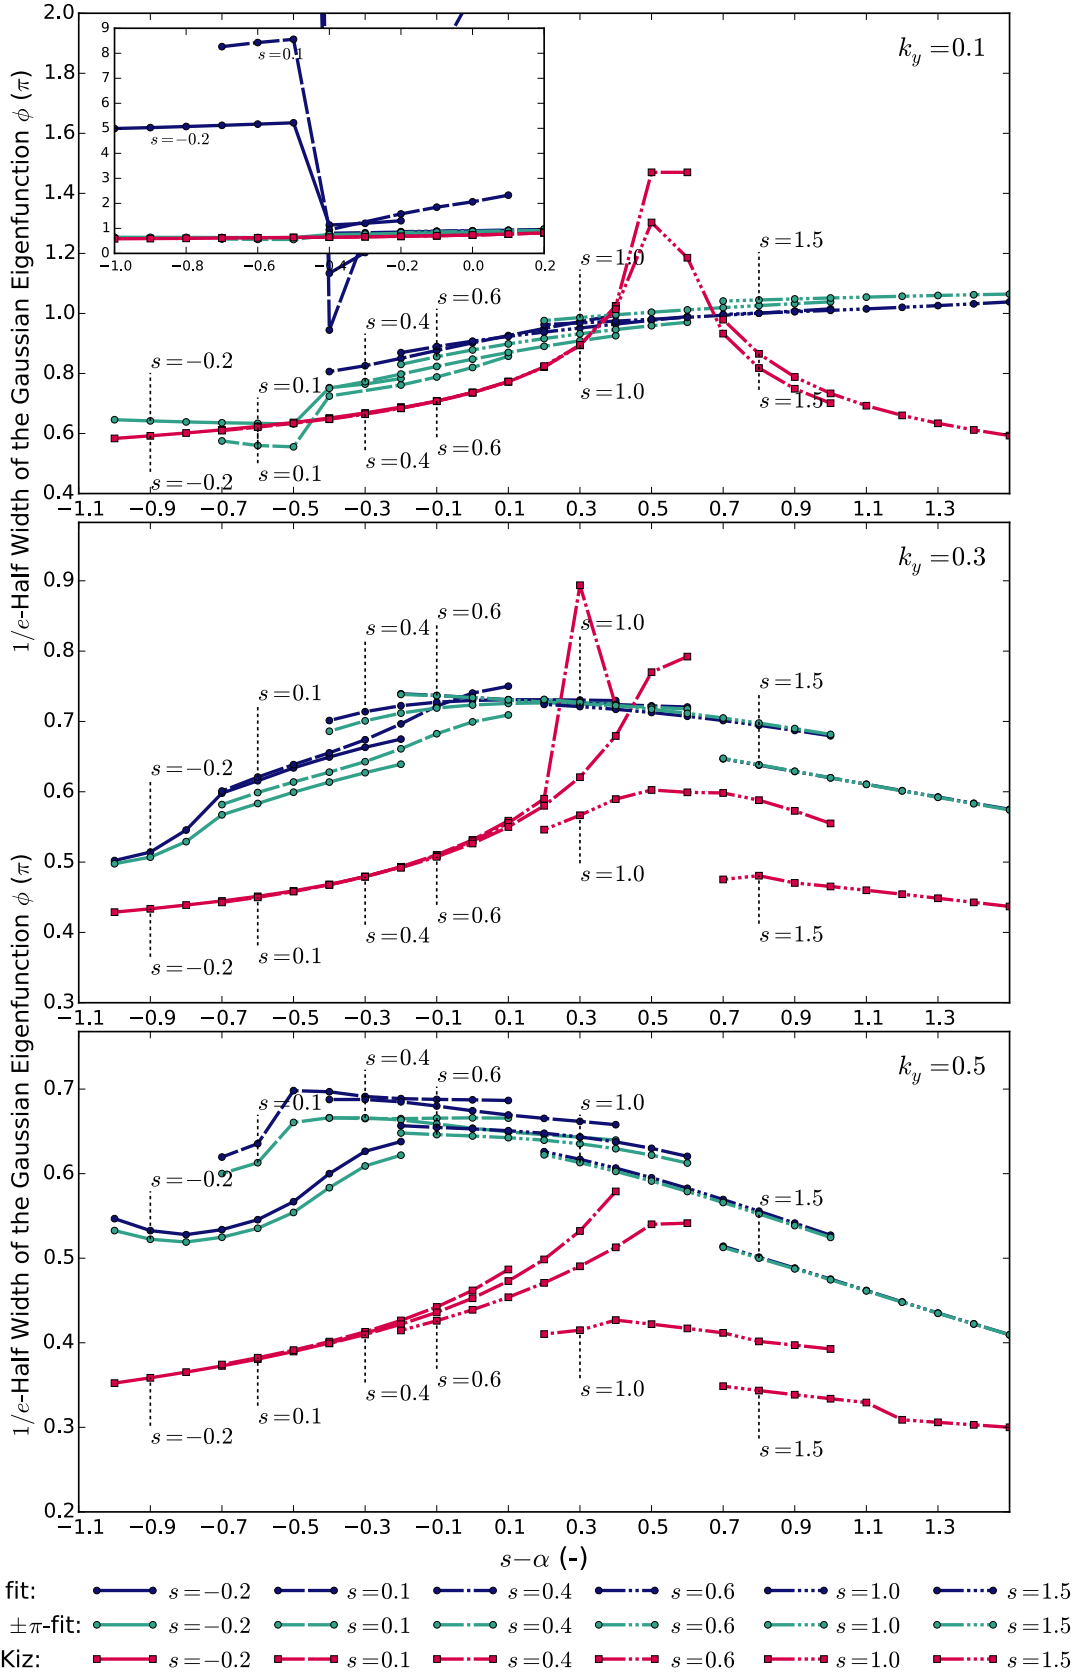 1/e-Half Width of the Gaussian Eigenfunction ϕ (π)
2.0
1.8
1.6
1.4
1.2
1.0
0.8
0.6
0.4
k_y=0.1
9
8
7
6
5
4
3
2
1
0
s=0.1
s=−0.2
−1.0 −0.8 −0.6 −0.4 −0.2 0.0 0.2
s=−0.2
s=0.1
s=0.4
s=0.6
s=1.0
s=1.5
s=−0.2
s=0.1
s=0.4
s=0.6
s=1.0
s=1.5
−1.1 −0.9 −0.7 −0.5 −0.3 −0.1 0.1 0.3 0.5 0.7 0.9 1.1 1.3
k_y=0.3
0.9
0.8
0.7
0.6
0.5
0.4
0.3
s=−0.2
s=0.1
s=0.4
s=0.6
s=1.0
s=1.5
s=−0.2
s=0.1
s=0.4
s=0.6
s=1.0
s=1.5
−1.1 −0.9 −0.7 −0.5 −0.3 −0.1 0.1 0.3 0.5 0.7 0.9 1.1 1.3
1/e-Half Width of the Gaussian Eigenfunction ϕ (π)
k_y=0.5
0.7
0.6
0.5
0.4
0.3
0.2
s=−0.2
s=0.1
s=0.4
s=0.6
s=1.0
s=1.5
s=−0.2
s=0.1
s=0.4
s=0.6
s=1.0
s=1.5
−1.1 −0.9 −0.7 −0.5 −0.3 −0.1 0.1 0.3 0.5 0.7 0.9 1.1 1.3
s−α (-)
fit: s=−0.2 s=0.1 s=0.4 s=0.6 s=1.0 s=1.5
±π-fit: s=−0.2 s=0.1 s=0.4 s=0.6 s=1.0 s=1.5
Kiz: s=−0.2 s=0.1 s=0.4 s=0.6 s=1.0 s=1.5